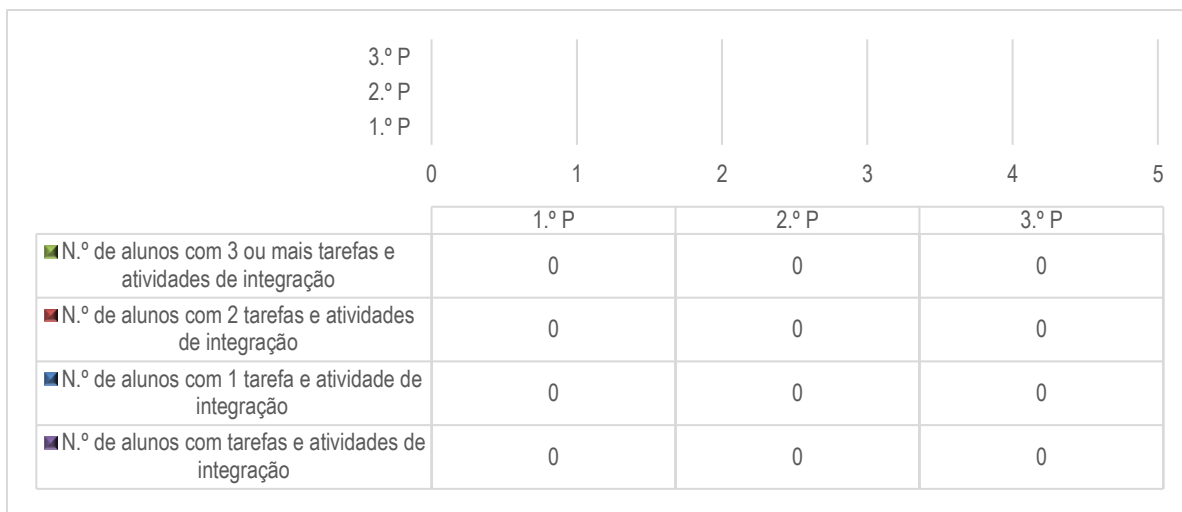 3.º P
2.º P
1.º P
0 1 2 3 4 5
1.º P 2.º P 3.º P
N.º de alunos com 3 ou mais tarefas e
atividades de integração
0 0 0
N.º de alunos com 2 tarefas e atividades
de integração
0 0 0
N.º de alunos com 1 tarefa e atividade de
integração
0 0 0
N.º de alunos com tarefas e atividades de
integração
0 0 0